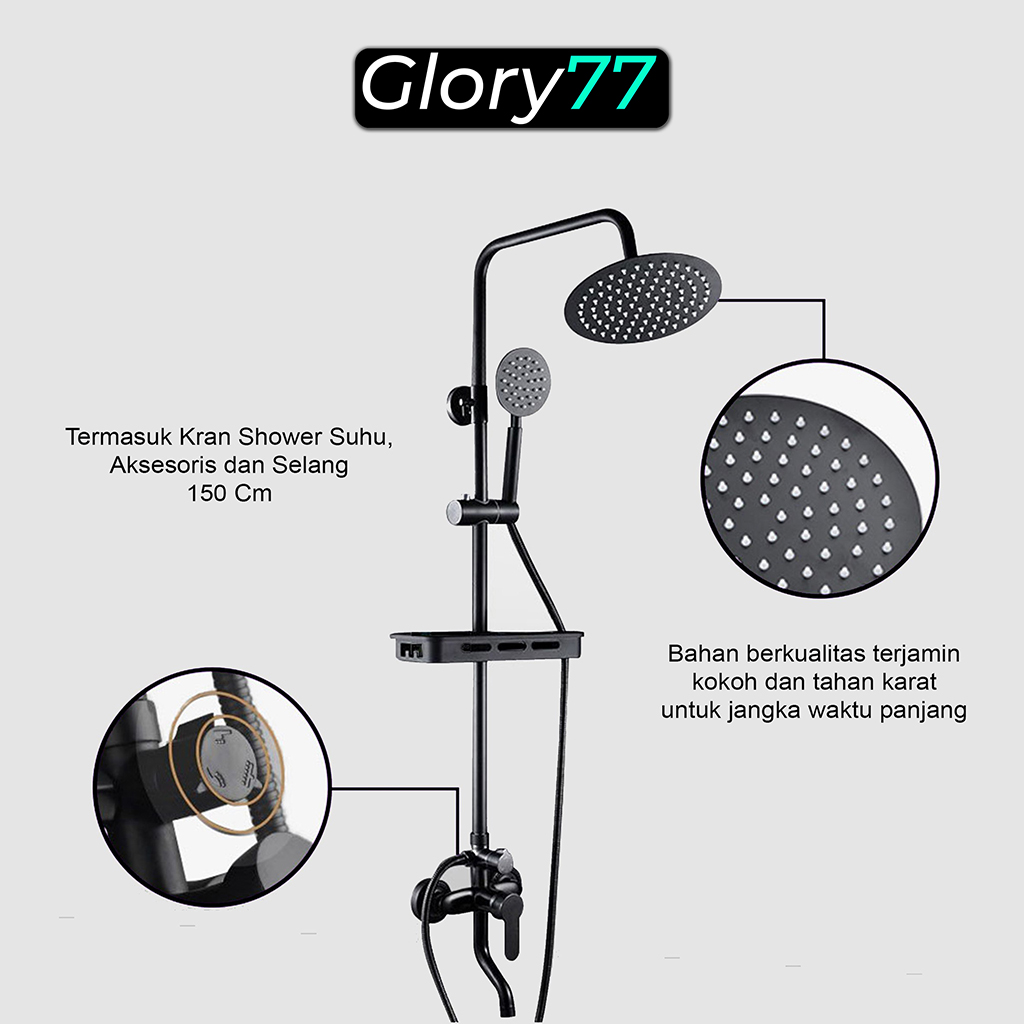 Glory77
Termasuk Kran Shower Suhu,
Aksesoris dan Selang
150 Cm
Bahan berkualitas terjamin
kokoh dan tahan karat
untuk jangka waktu panjang